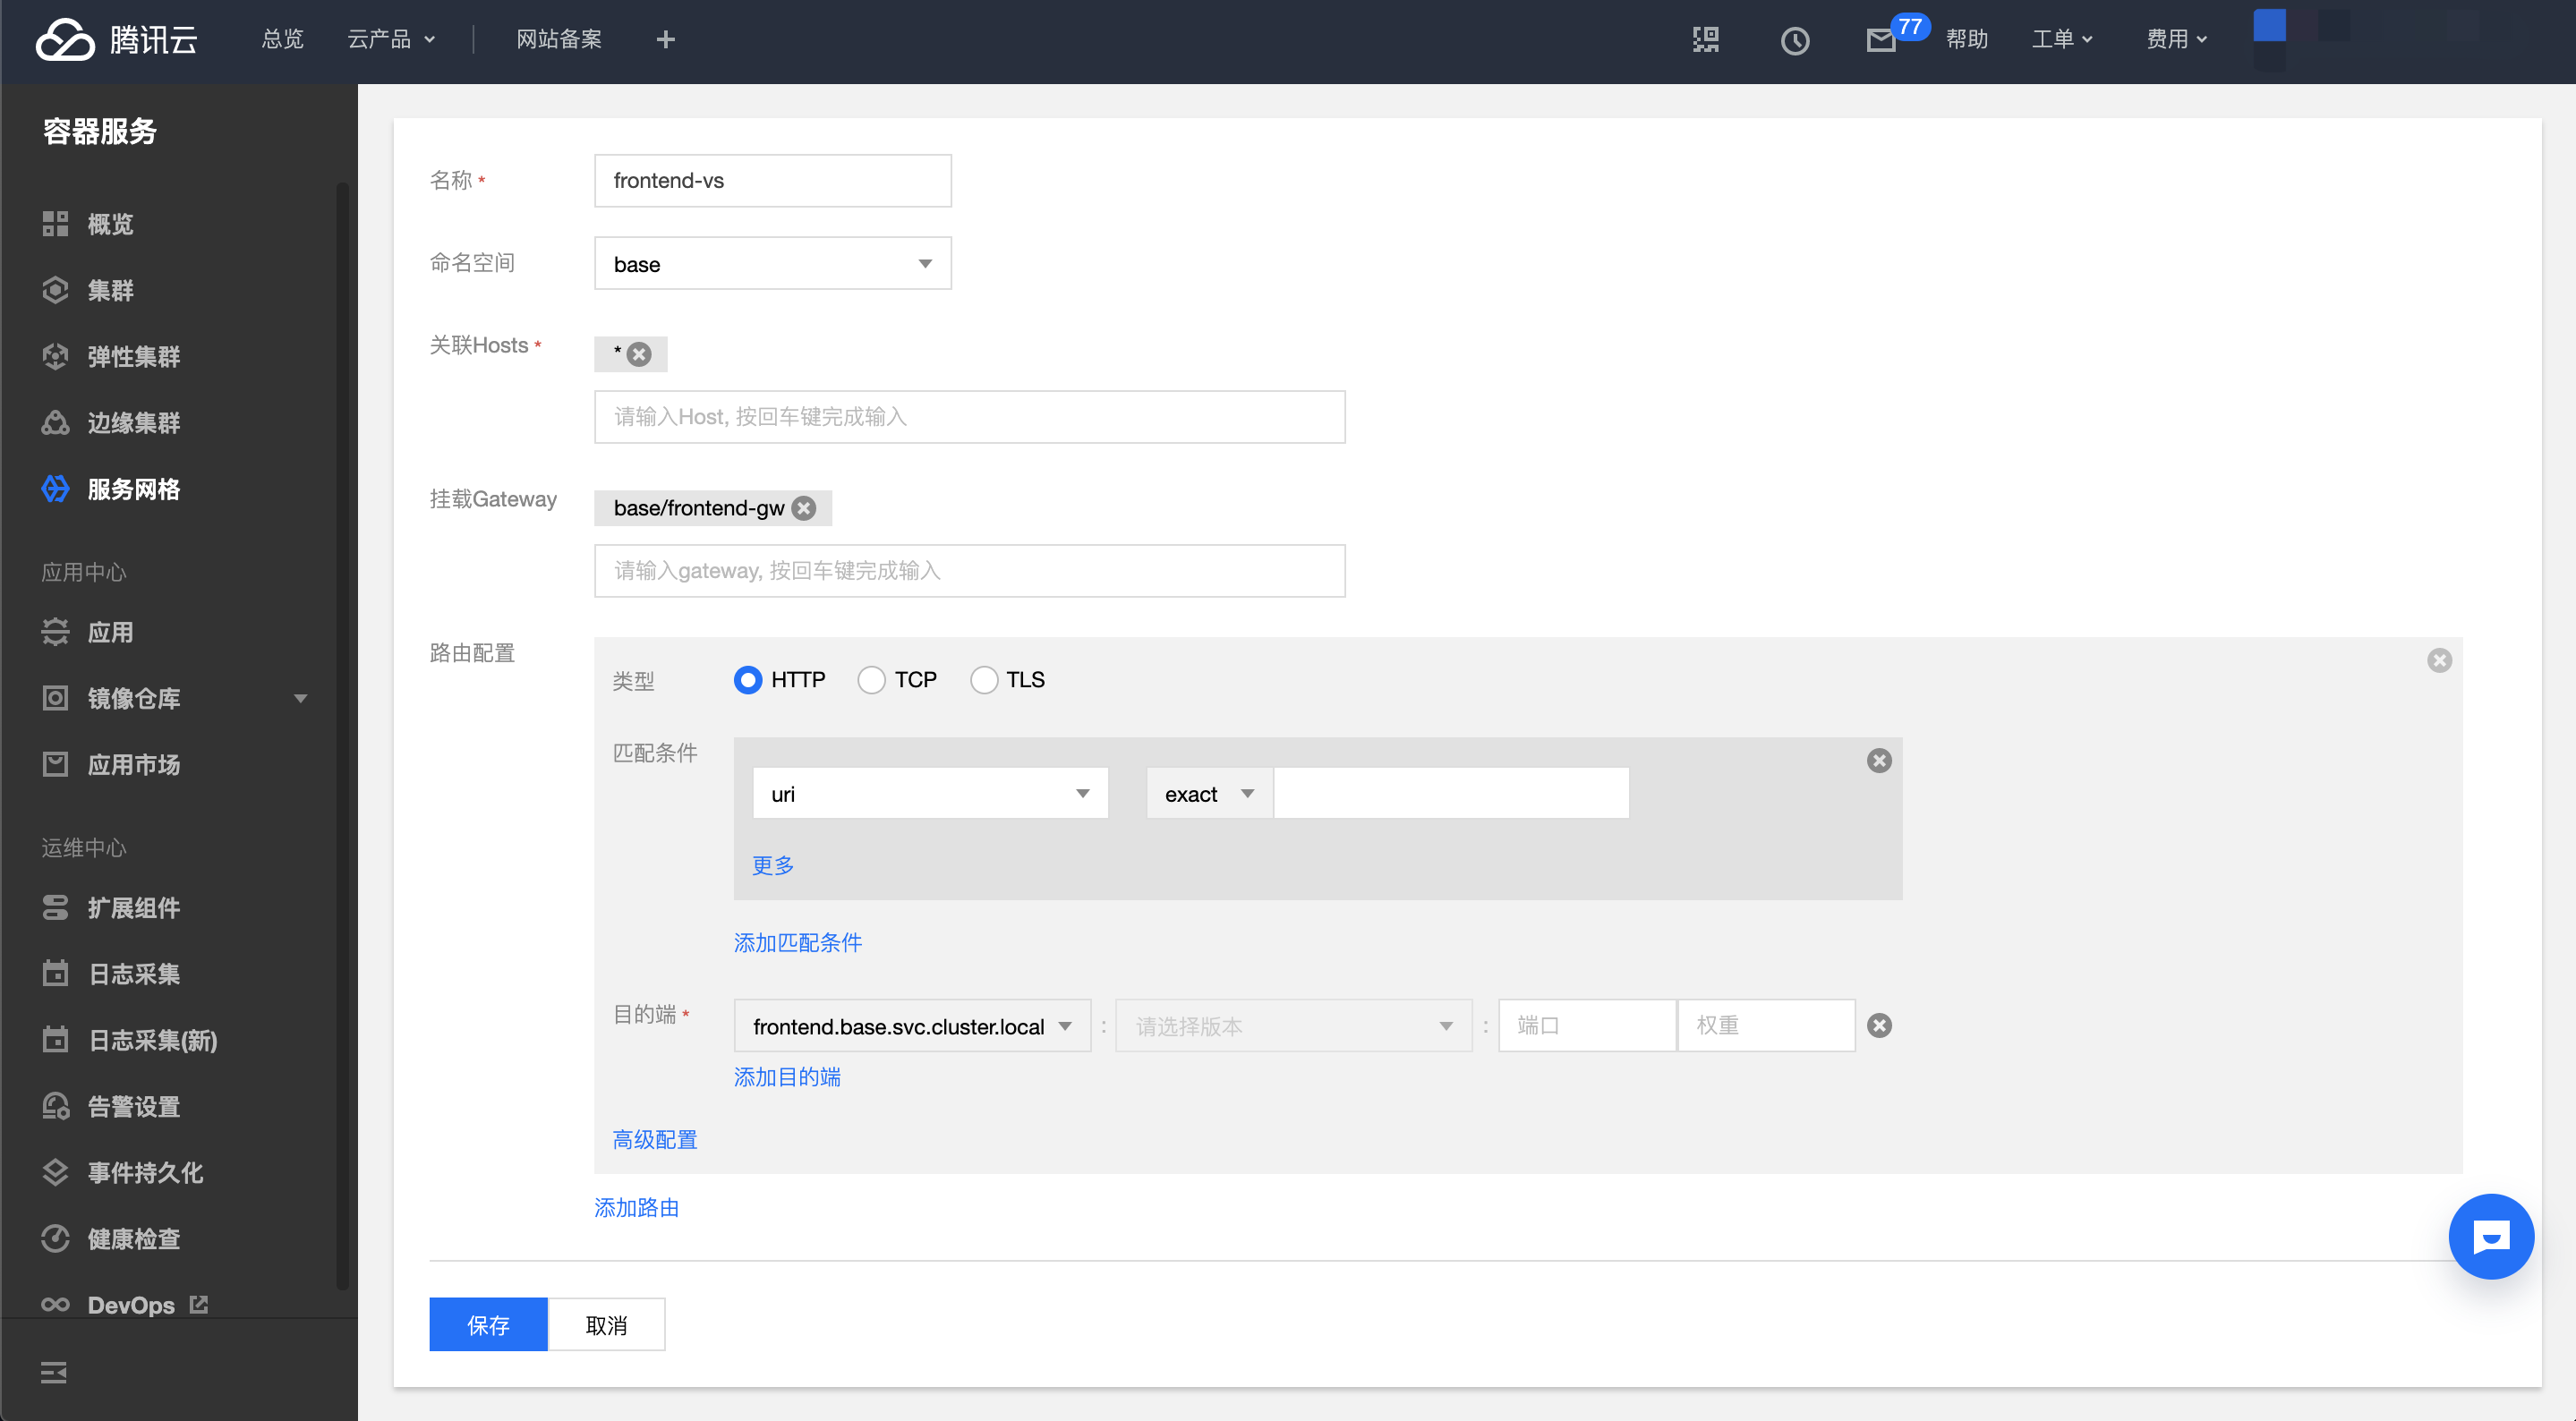 腾讯云 总览 云产品 网站备案 + 77 帮助 工单 费用
容器服务
概览
集群
弹性集群
边缘集群
服务网格
应用中心
应用
镜像仓库
应用市场
运维中心
扩展组件
日志采集
日志采集(新)
告警设置
事件持久化
健康检查
DevOps
名称 * frontend-vs
命名空间 base
关联Hosts * *
请输入Host, 按回车键完成输入
挂载Gateway base/frontend-gw
请输入gateway, 按回车键完成输入
路由配置
类型 HTTP TCP TLS
匹配条件
uri exact
更多
添加匹配条件
目的端 * frontend.base.svc.cluster.local : 请选择版本 : 端口 权重
添加目的端
高级配置
添加路由
保存 取消